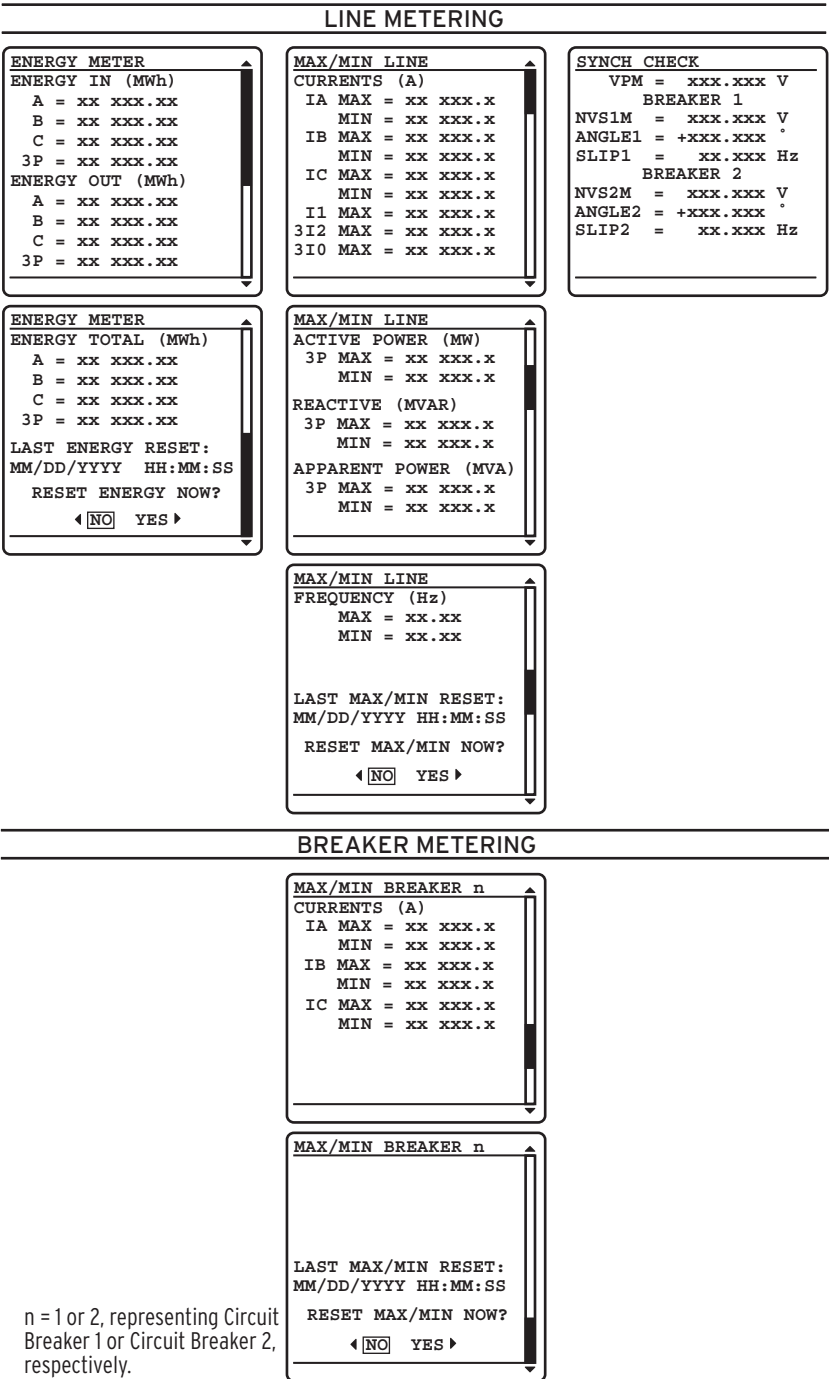 LINE METERING
ENERGY METER
ENERGY IN (MWh)
A = xx xxx.xx
B = xx xxx.xx
C = xx xxx.xx
3P = xx xxx.xx
ENERGY OUT (MWh)
A = xx xxx.xx
B = xx xxx.xx
C = xx xxx.xx
3P = xx xxx.xx
MAX/MIN LINE
CURRENTS (A)
IA MAX = xx xxx.x
MIN = xx xxx.x
IB MAX = xx xxx.x
MIN = xx xxx.x
IC MAX = xx xxx.x
MIN = xx xxx.x
I1 MAX = xx xxx.x
3I2 MAX = xx xxx.x
3I0 MAX = xx xxx.x
SYNCH CHECK
VPM = xxx.xxx V
BREAKER 1
NVS1M = xxx.xxx V
ANGLE1 = +xxx.xxx °
SLIP1 = xx.xxx Hz
BREAKER 2
NVS2M = xxx.xxx V
ANGLE2 = +xxx.xxx °
SLIP2 = xx.xxx Hz
ENERGY METER
ENERGY TOTAL (MWh)
A = xx xxx.xx
B = xx xxx.xx
C = xx xxx.xx
3P = xx xxx.xx
LAST ENERGY RESET:
MM/DD/YYYY HH:MM:SS
RESET ENERGY NOW?
NO YES
MAX/MIN LINE
ACTIVE POWER (MW)
3P MAX = xx xxx.x
MIN = xx xxx.x
REACTIVE (MVAR)
3P MAX = xx xxx.x
MIN = xx xxx.x
APPARENT POWER (MVA)
3P MAX = xx xxx.x
MIN = xx xxx.x
MAX/MIN LINE
FREQUENCY (Hz)
MAX = xx.xx
MIN = xx.xx
LAST MAX/MIN RESET:
MM/DD/YYYY HH:MM:SS
RESET MAX/MIN NOW?
NO YES
BREAKER METERING
MAX/MIN BREAKER n
CURRENTS (A)
IA MAX = xx xxx.x
MIN = xx xxx.x
IB MAX = xx xxx.x
MIN = xx xxx.x
IC MAX = xx xxx.x
MIN = xx xxx.x
MAX/MIN BREAKER n
LAST MAX/MIN RESET:
MM/DD/YYYY HH:MM:SS
RESET MAX/MIN NOW?
NO YES
n = 1 or 2, representing Circuit
Breaker 1 or Circuit Breaker 2,
respectively.